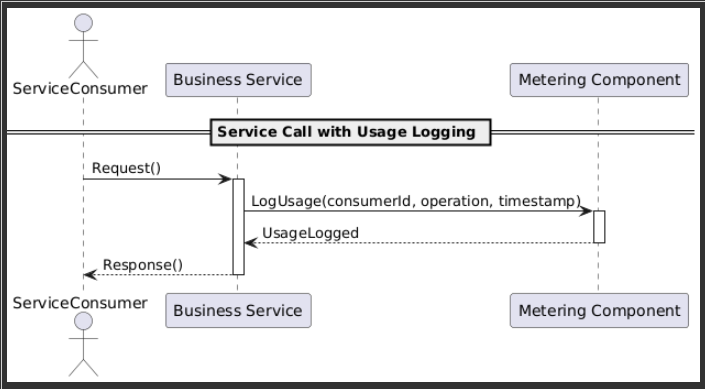 ServiceConsumer
Business Service
Metering Component
Service Call with Usage Logging
Request()
LogUsage(consumerId, operation, timestamp)
UsageLogged
Response()
ServiceConsumer
Business Service
Metering Component